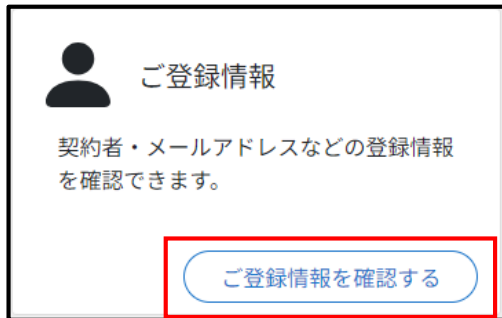 ご登録情報
契約者・メールアドレスなどの登録情報
を確認できます。
ご登録情報を確認する